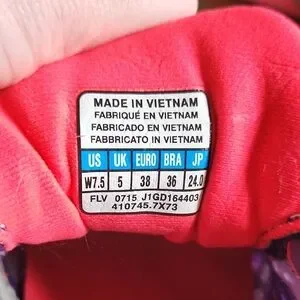 MADE IN VIETNAM
FABRIQUÉ EN VIETNAM
FABRICADO EN VIETNAM
FABBRICATO IN VIETNAM
US UK EURO BRA JP
W7.5 5 38 36 24.0
FLV 0715 J1GD164403
410745.7X73